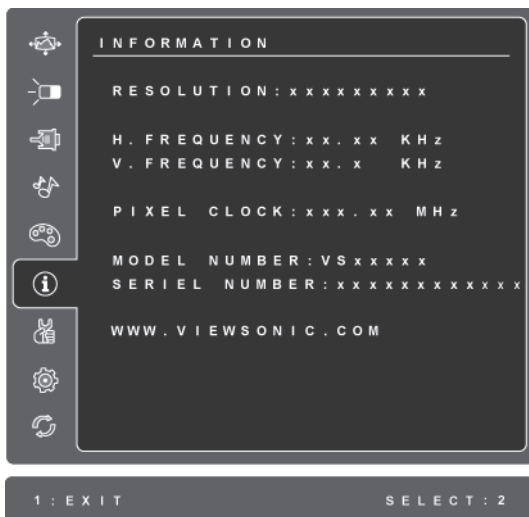 INFORMATION
RESOLUTION:xxxxxxxxx
H. FREQUENCY:xx.xx KHz
V. FREQUENCY:xx.x KHz
PIXEL CLOCK:xxx.xx MHz
MODEL NUMBER:VSxxxxx
SERIEL NUMBER:xxxxxxxxxxxx
WWW.VIEWSONIC.COM
1:EXIT SELECT:2